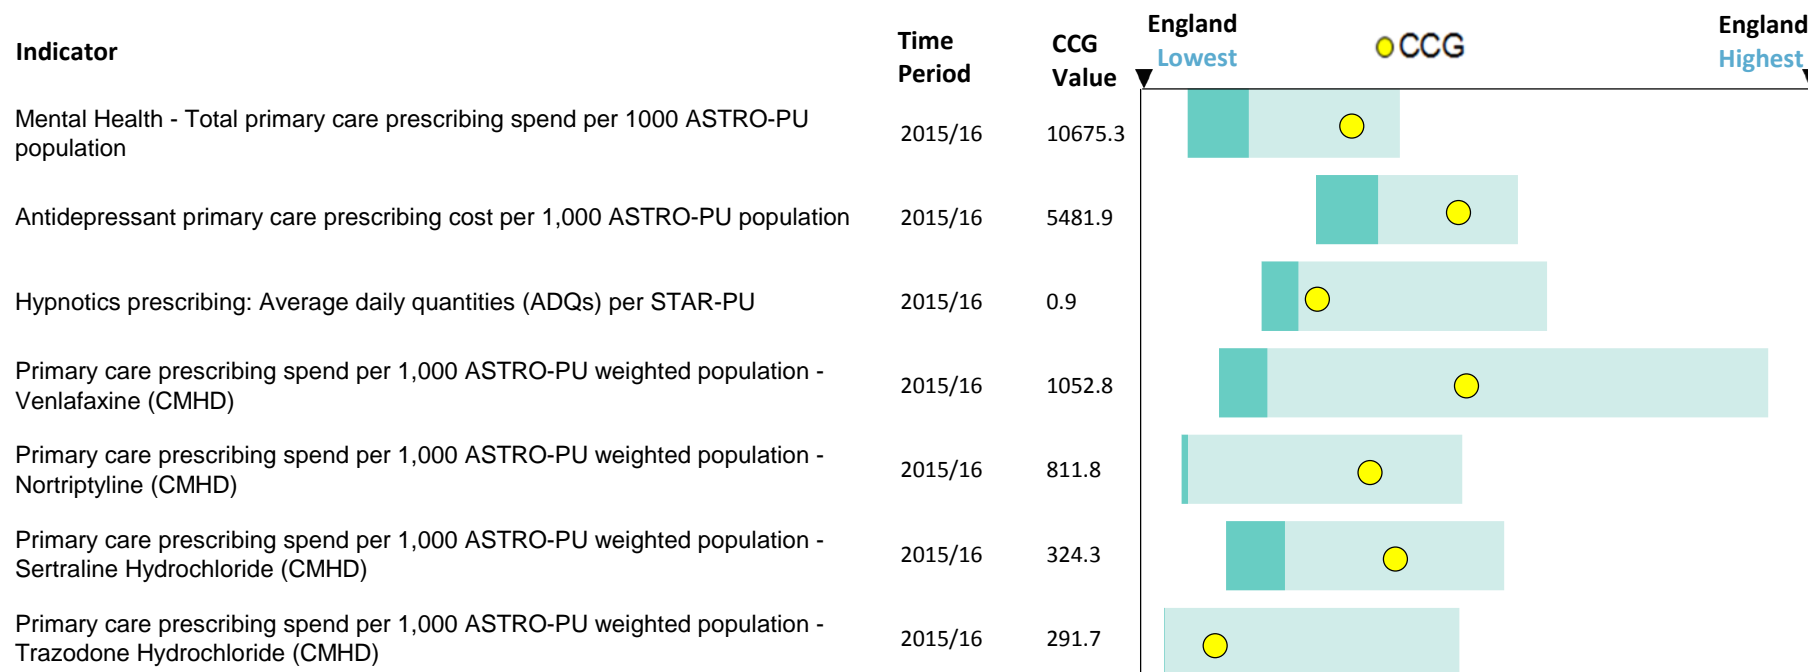 Indicator
Time
Period
CCG
Value
England
Lowest
CCG
England
Highest
Mental Health - Total primary care prescribing spend per 1000 ASTRO-PU
population
2015/16
10675.3
Antidepressant primary care prescribing cost per 1,000 ASTRO-PU population
2015/16
5481.9
Hypnotics prescribing: Average daily quantities (ADQs) per STAR-PU
2015/16
0.9
Primary care prescribing spend per 1,000 ASTRO-PU weighted population -
Venlafaxine (CMHD)
2015/16
1052.8
Primary care prescribing spend per 1,000 ASTRO-PU weighted population -
Nortriptyline (CMHD)
2015/16
811.8
Primary care prescribing spend per 1,000 ASTRO-PU weighted population -
Sertraline Hydrochloride (CMHD)
2015/16
324.3
Primary care prescribing spend per 1,000 ASTRO-PU weighted population -
Trazodone Hydrochloride (CMHD)
2015/16
291.7